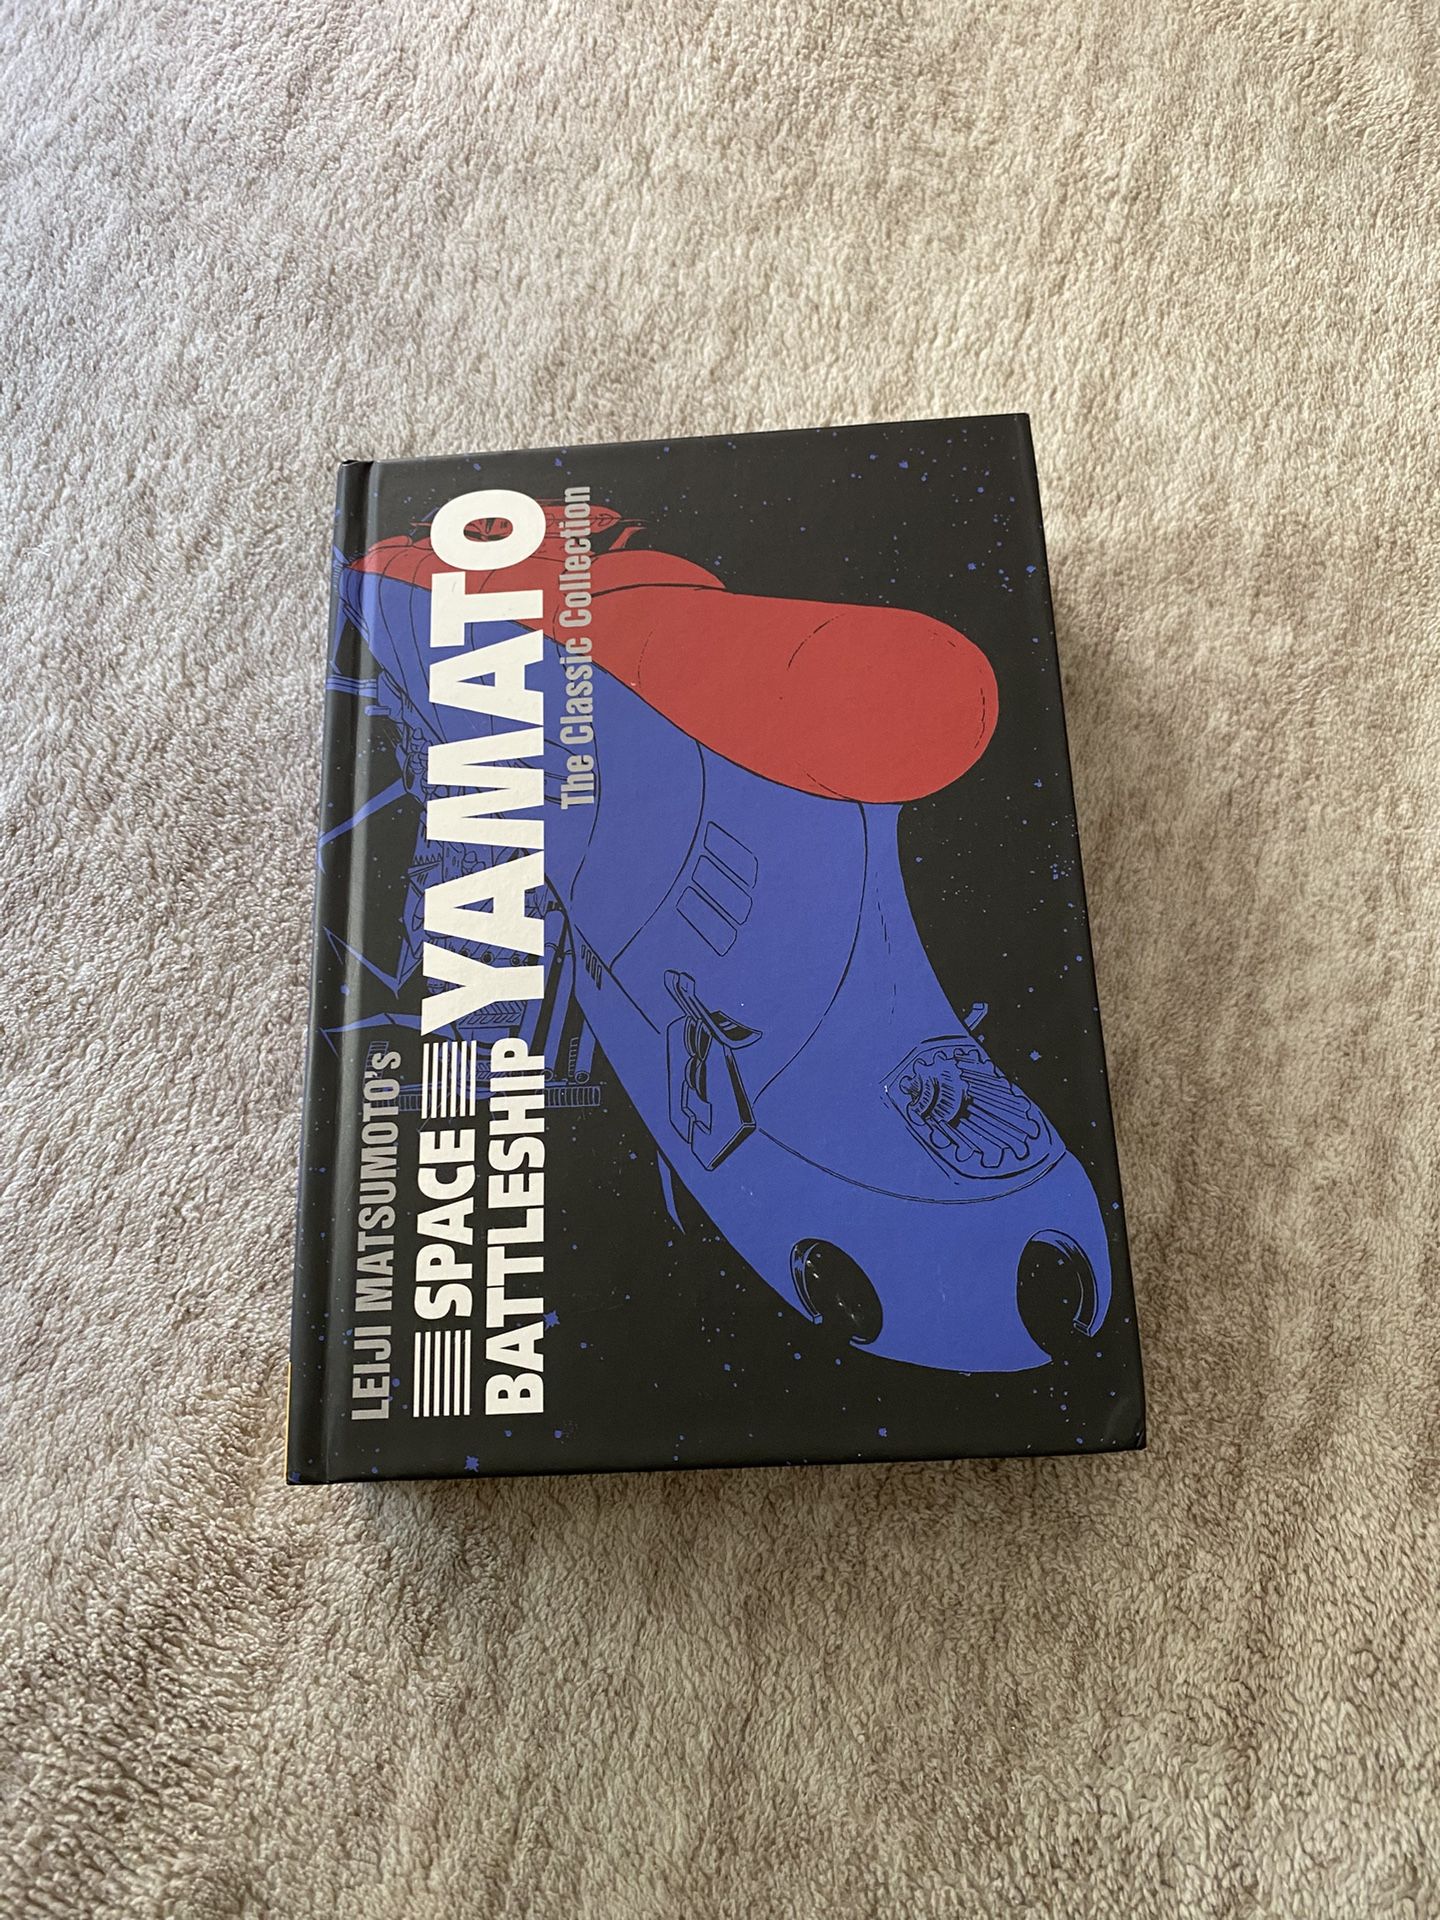 LEIJI MATSUMOTO's
SPACE
BATTLESHIP YAMATO
The Classic Collection